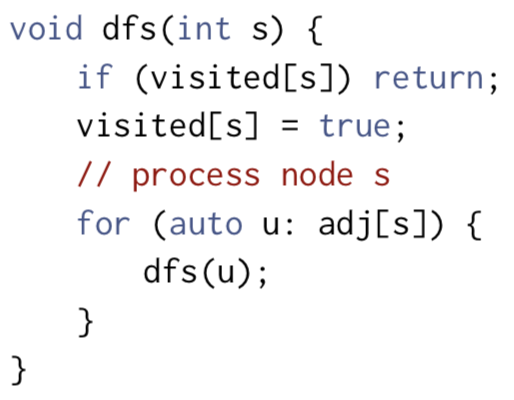 void dfs(int s) {
    if (visited[s]) return;
    visited[s] = true;
    // process node s
    for (auto u: adj[s]) {
        dfs(u);
    }
}